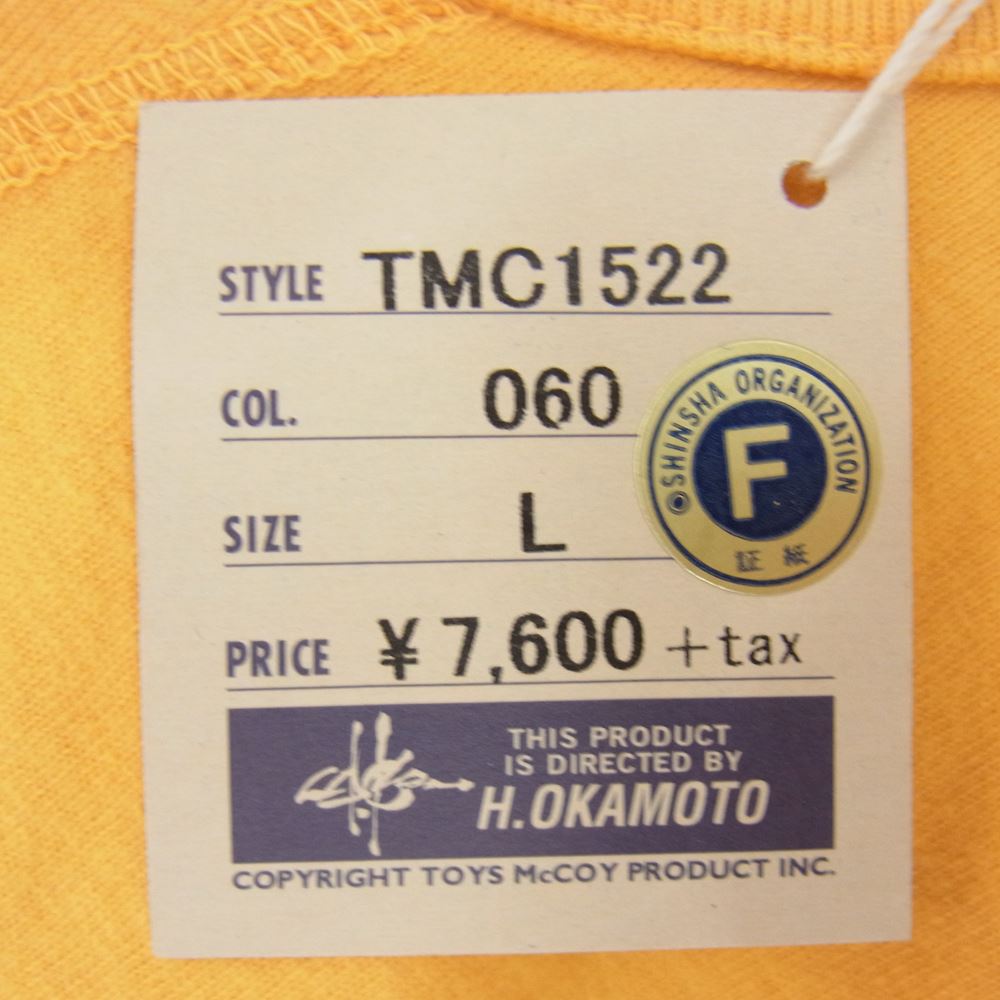 STYLE TMC1522
COL. 060
SHINSHA ORGANIZATION
F
証 紙
SIZE L
PRICE ¥7,600 +tax
THIS PRODUCT
IS DIRECTED BY
H.OKAMOTO
COPYRIGHT TOYS McCOY PRODUCT INC.